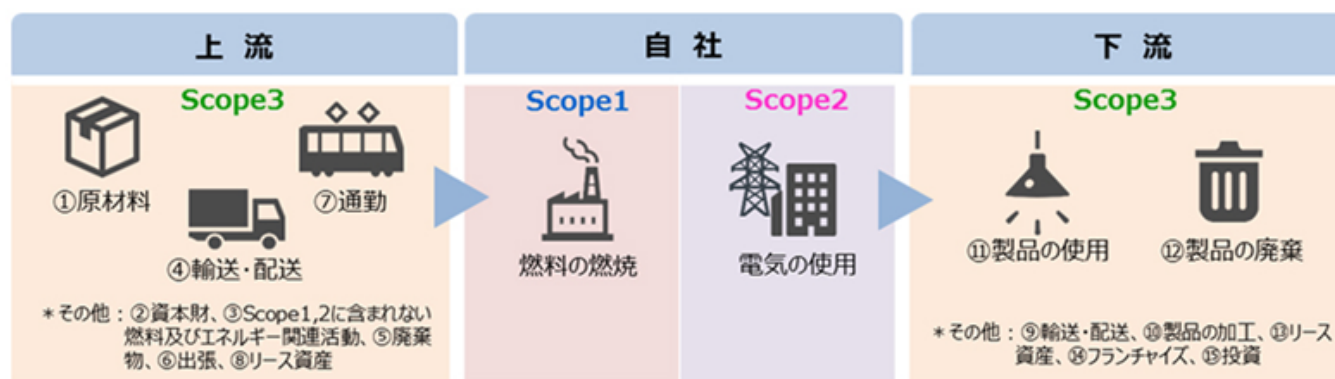 上流
自社
下流
Scope3
①原材料
⑦通勤
④輸送・配送
＊その他：②資本財、③Scope1,2に含まれない
燃料及びエネルギー関連活動、⑤廃棄
物、⑥出張、⑧リース資産
Scope1
燃料の燃焼
Scope2
電気の使用
Scope3
⑪製品の使用
⑫製品の廃棄
＊その他：⑨輸送・配送、⑩製品の加工、⑬リース
資産、⑭フランチャイズ、⑮投資